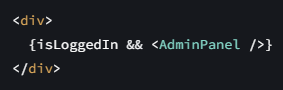 <div>
  {isLoggedIn && <AdminPanel />}
</div>